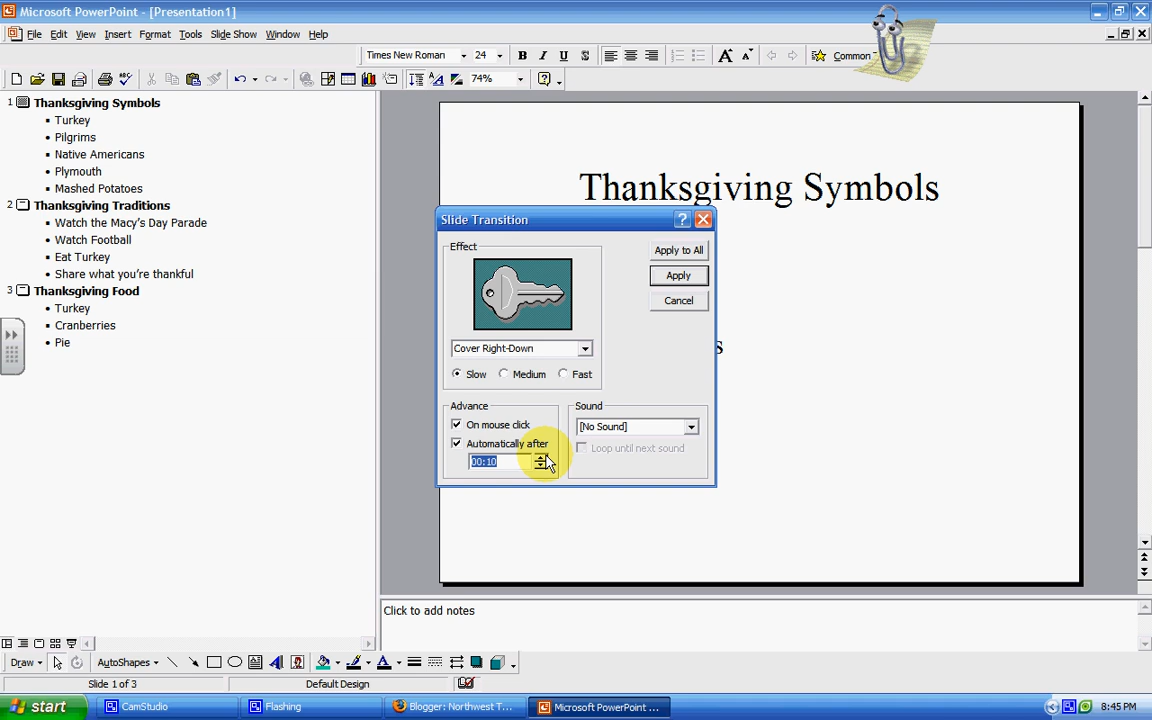 Microsoft PowerPoint - [Presentation1]
File Edit View Insert Format Tools Slide Show Window Help
Times New Roman 24 B I U S A A Common
74%
1 Thanksgiving Symbols
▪ Turkey
• Pilgrims
▪ Native Americans
• Plymouth
▪ Mashed Potatoes
2 Thanksgiving Traditions
▪ Watch the Macy's Day Parade
▪ Watch Football
▪ Eat Turkey
▪ Share what you're thankful
3 Thanksgiving Food
▪ Turkey
• Cranberries
• Pie
Thanksgiving Symbols
s
Slide Transition
Effect
Apply to All
Apply
Cancel
Cover Right-Down
Slow Medium Fast
Advance
On mouse click
Automatically after
00:10
Sound
[No Sound]
Loop until next sound
Click to add notes
Draw AutoShapes A A
Slide 1 of 3 Default Design
start CamStudio Flashing Blogger: Northwest T... Microsoft PowerPoint ... 8:45 PM